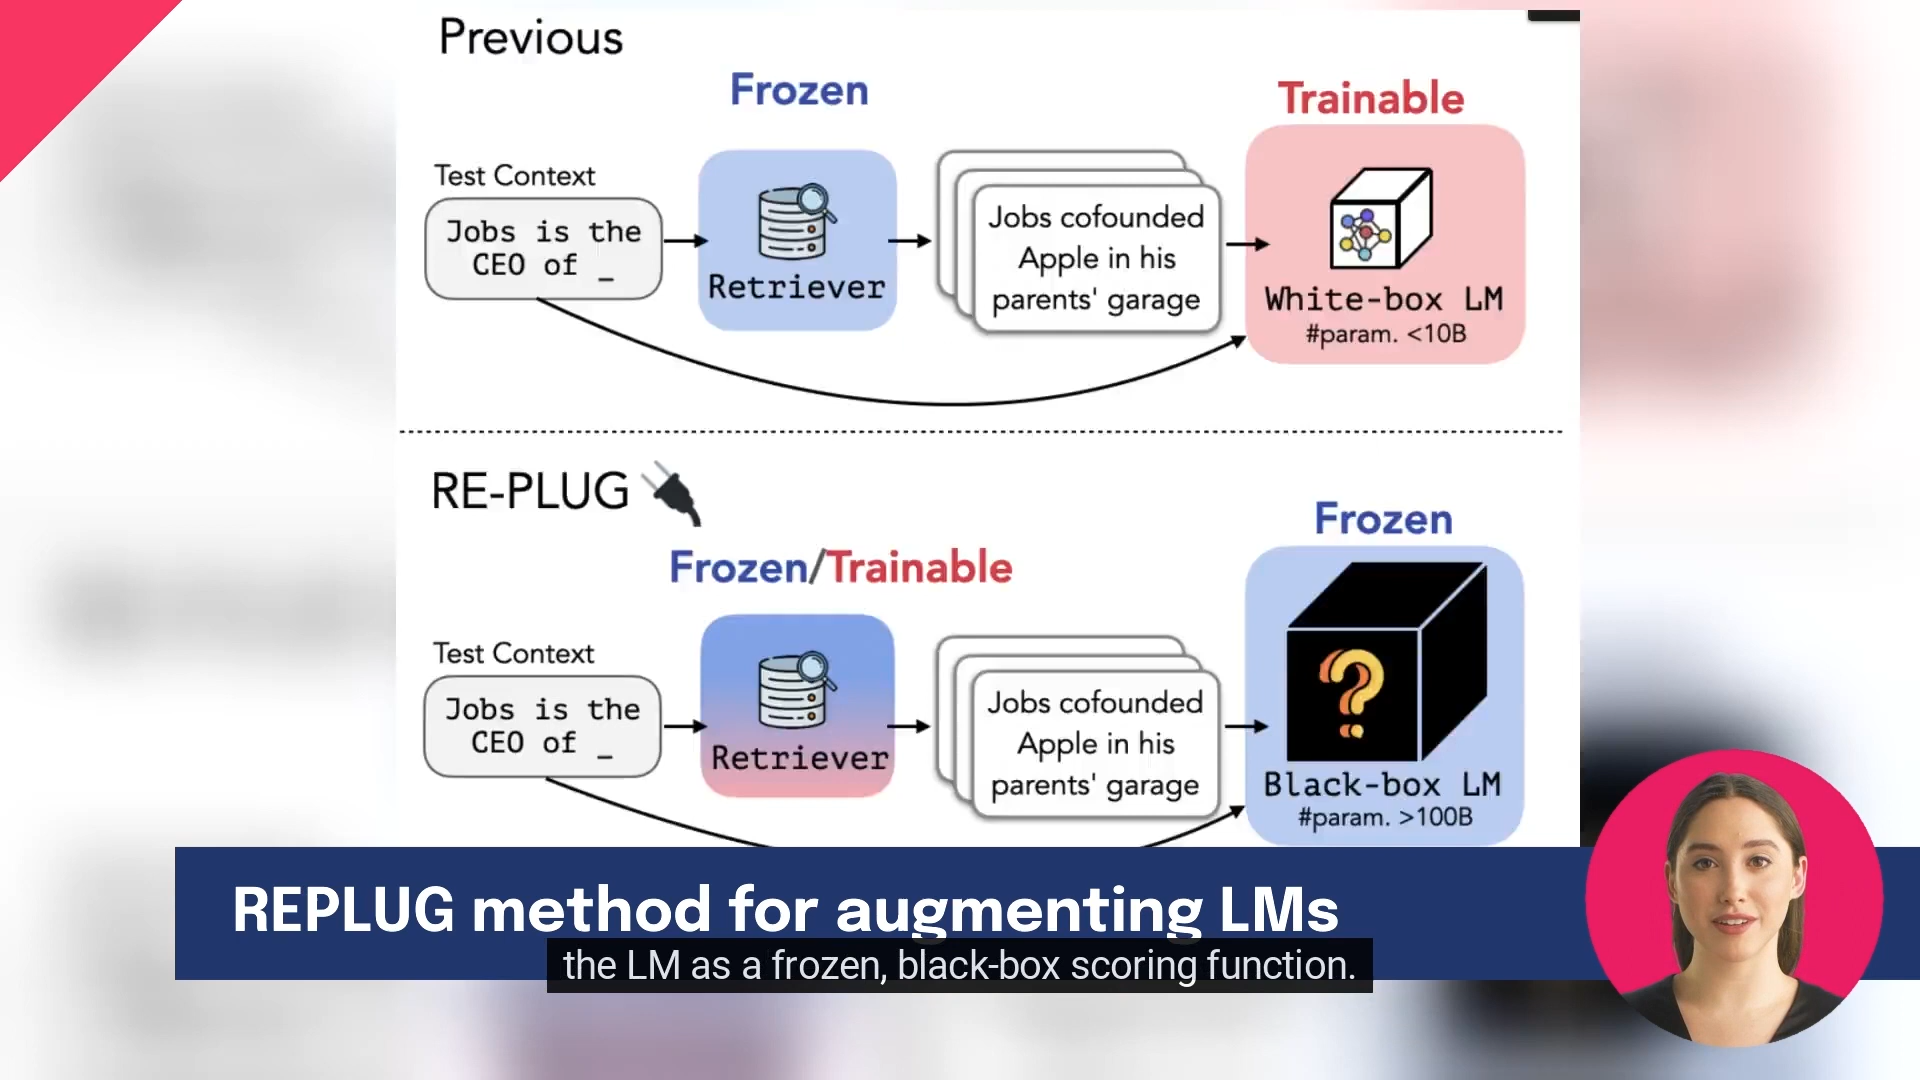 Previous
Frozen
Trainable
Test Context
Jobs is the
CEO of _
Retriever
Jobs cofounded
Apple in his
parents' garage
White-box LM
#param. <10B
RE-PLUG
Frozen
Frozen/Trainable
Test Context
Jobs is the
CEO of _
Retriever
Jobs cofounded
Apple in his
parents' garage
?
Black-box LM
#param. >100B
REPLUG method for augmenting LMs
the LM as a frozen, black-box scoring function.